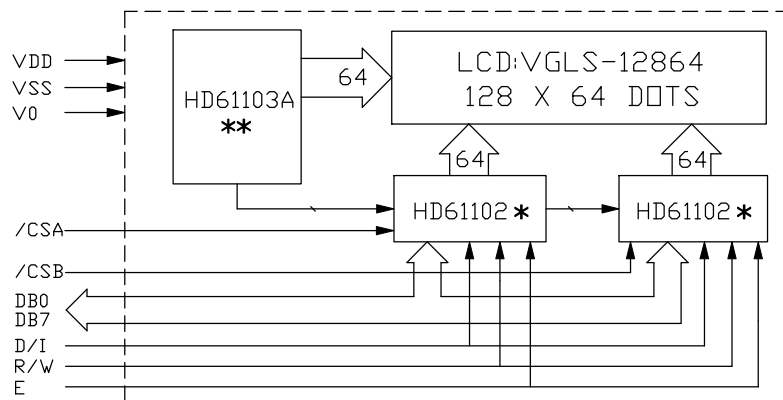 VDD
VSS
V0
HD61103A
**
64
LCD:VGLS-12864
128 X 64 DOTS
64
64
HD61102*
HD61102*
/CSA
/CSB
DB0
DB7
D/I
R/W
E